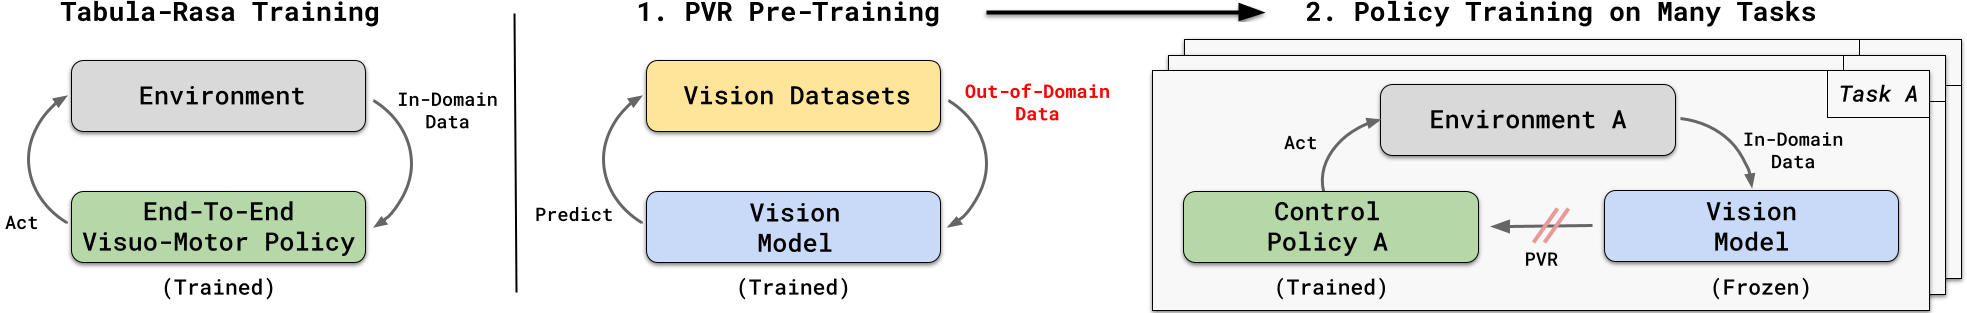 Tabula-Rasa Training
Environment
In-Domain
Data
Act
End-To-End
Visuo-Motor Policy
(Trained)
1. PVR Pre-Training
Vision Datasets
Out-of-Domain
Data
Predict
Vision
Model
(Trained)
2. Policy Training on Many Tasks
Task A
Environment A
Act
In-Domain
Data
Control
Policy A
(Trained)
PVR
Vision
Model
(Frozen)